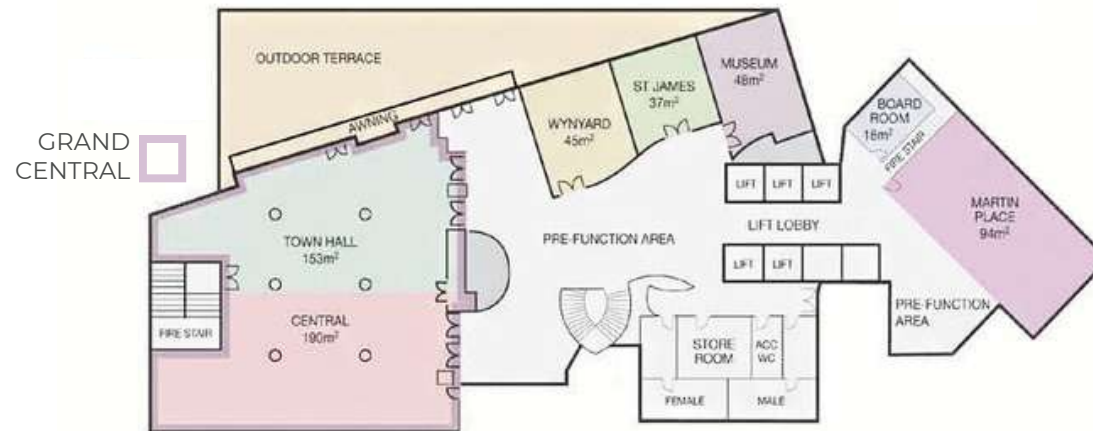 GRAND
CENTRAL
OUTDOOR TERRACE
AWNING
WYNYARD
45m²
ST JAMES
37m²
MUSEUM
48m²
BOARD
ROOM
16m²
FIRE STAIR
MARTIN
PLACE
94m²
LIFT
LIFT
LIFT
LIFT LOBBY
LIFT
LIFT
PRE-FUNCTION AREA
PRE-FUNCTION
AREA
TOWN HALL
153m²
CENTRAL
190m²
FIRE STAIR
STORE
ROOM
ACC
WC
FEMALE
MALE